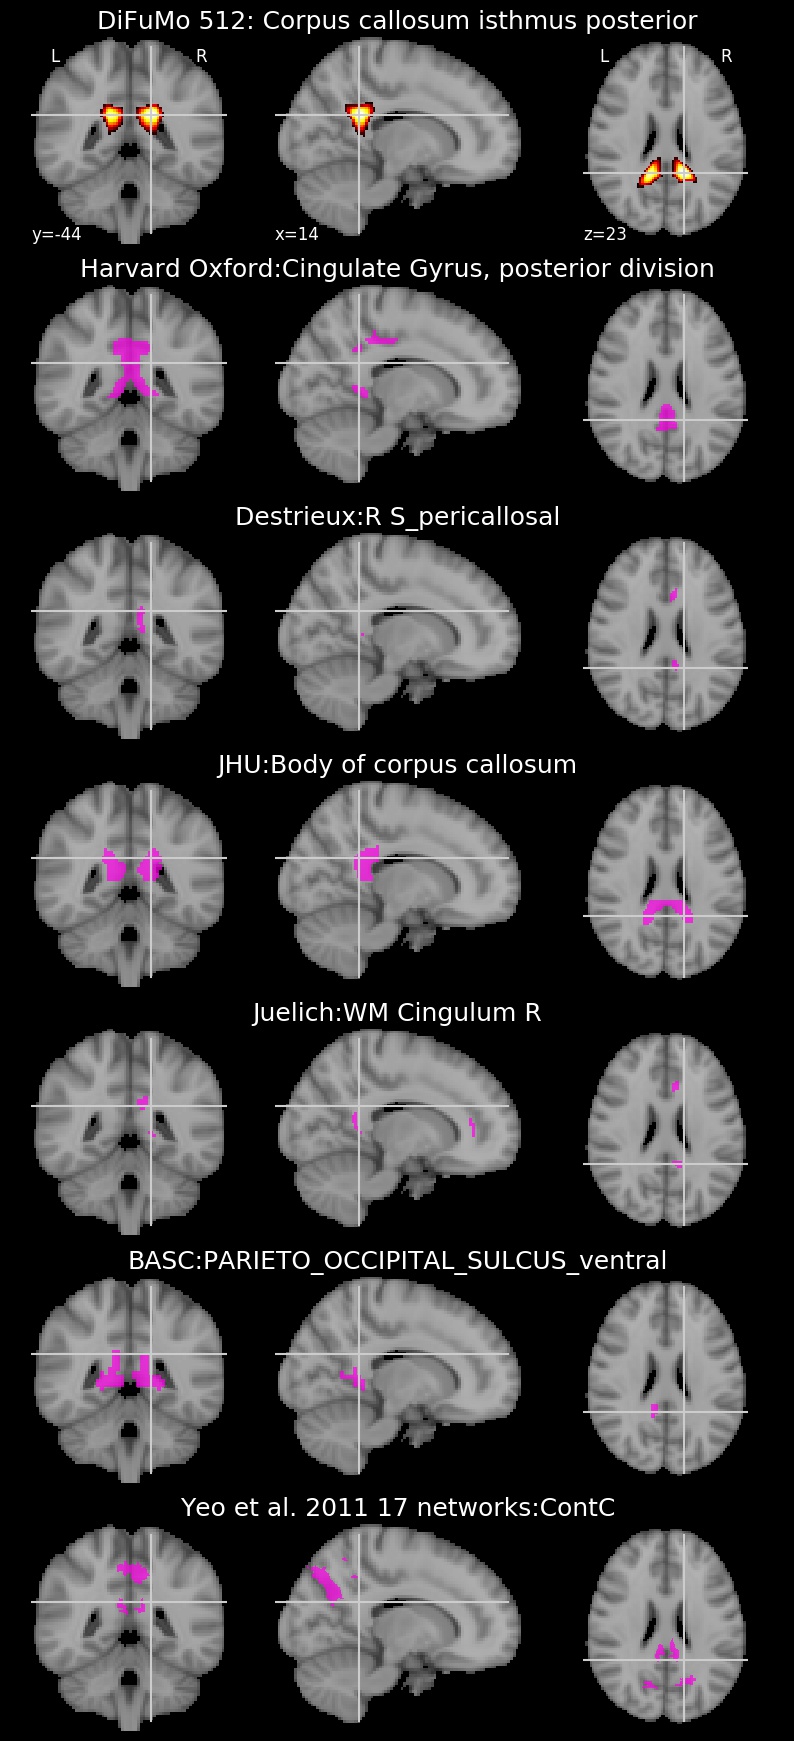 DiFuMo 512: Corpus callosum isthmus posterior
L R L R
y=-44 x=14 z=23
Harvard Oxford:Cingulate Gyrus, posterior division
Destrieux:R S_pericallosal
JHU:Body of corpus callosum
Juelich:WM Cingulum R
BASC:PARIETO_OCCIPITAL_SULCUS_ventral
Yeo et al. 2011 17 networks:ContC